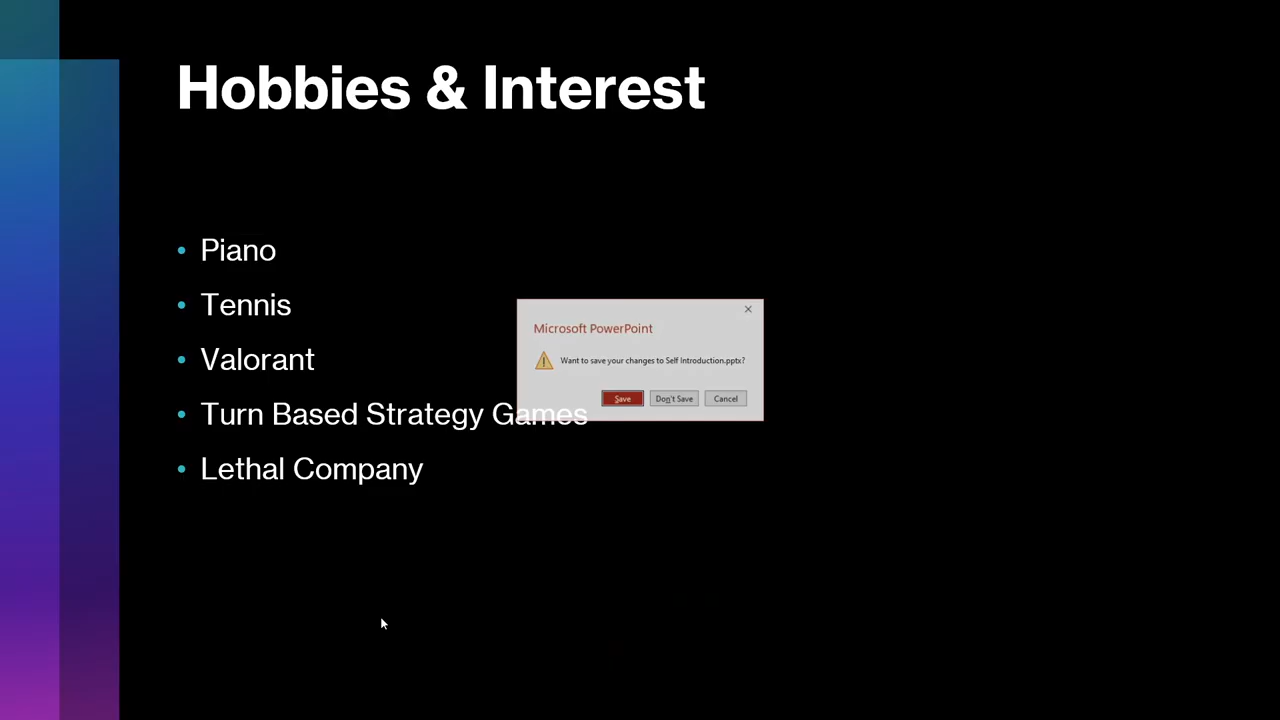 Hobbies & Interest
• Piano
• Tennis
• Valorant
• Turn Based Strategy Games
• Lethal Company
Microsoft PowerPoint
Want to save your changes to Self Introduction.pptx?
Save Don't Save Cancel